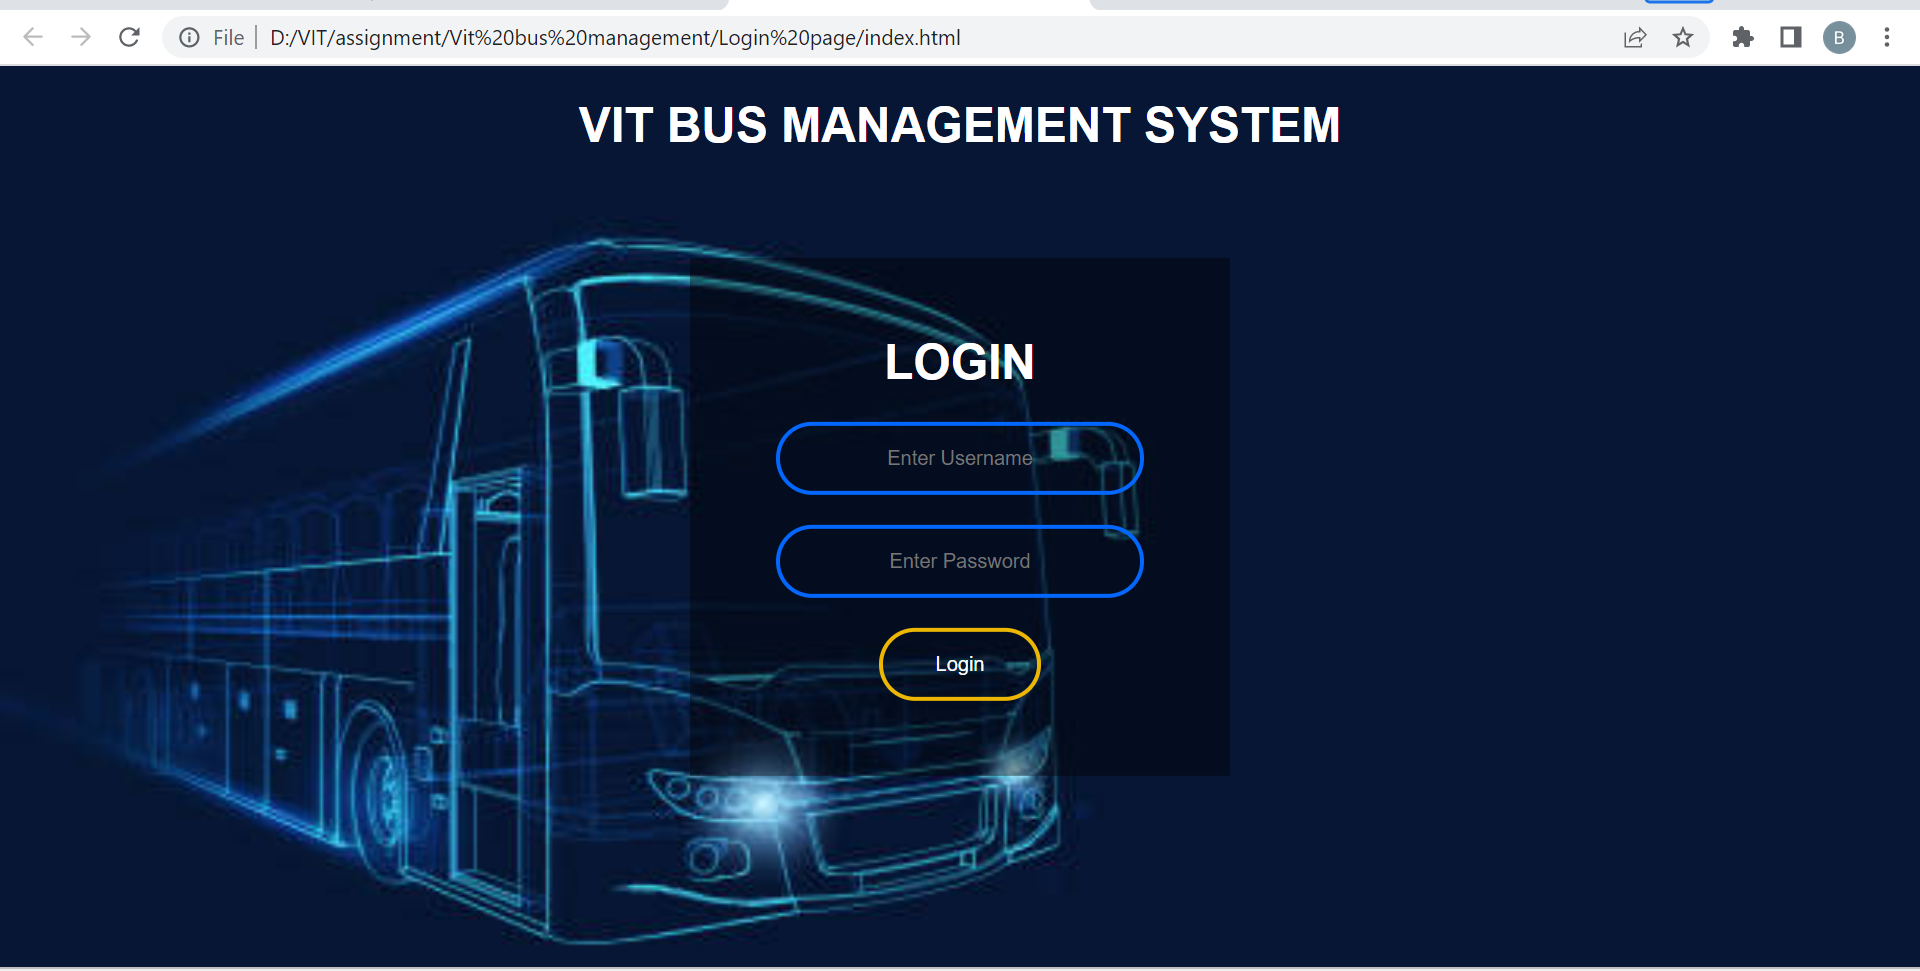 File D:/VIT/assignment/Vit%20bus%20management/Login%20page/index.html
B
VIT BUS MANAGEMENT SYSTEM
LOGIN
Enter Username
Enter Password
Login